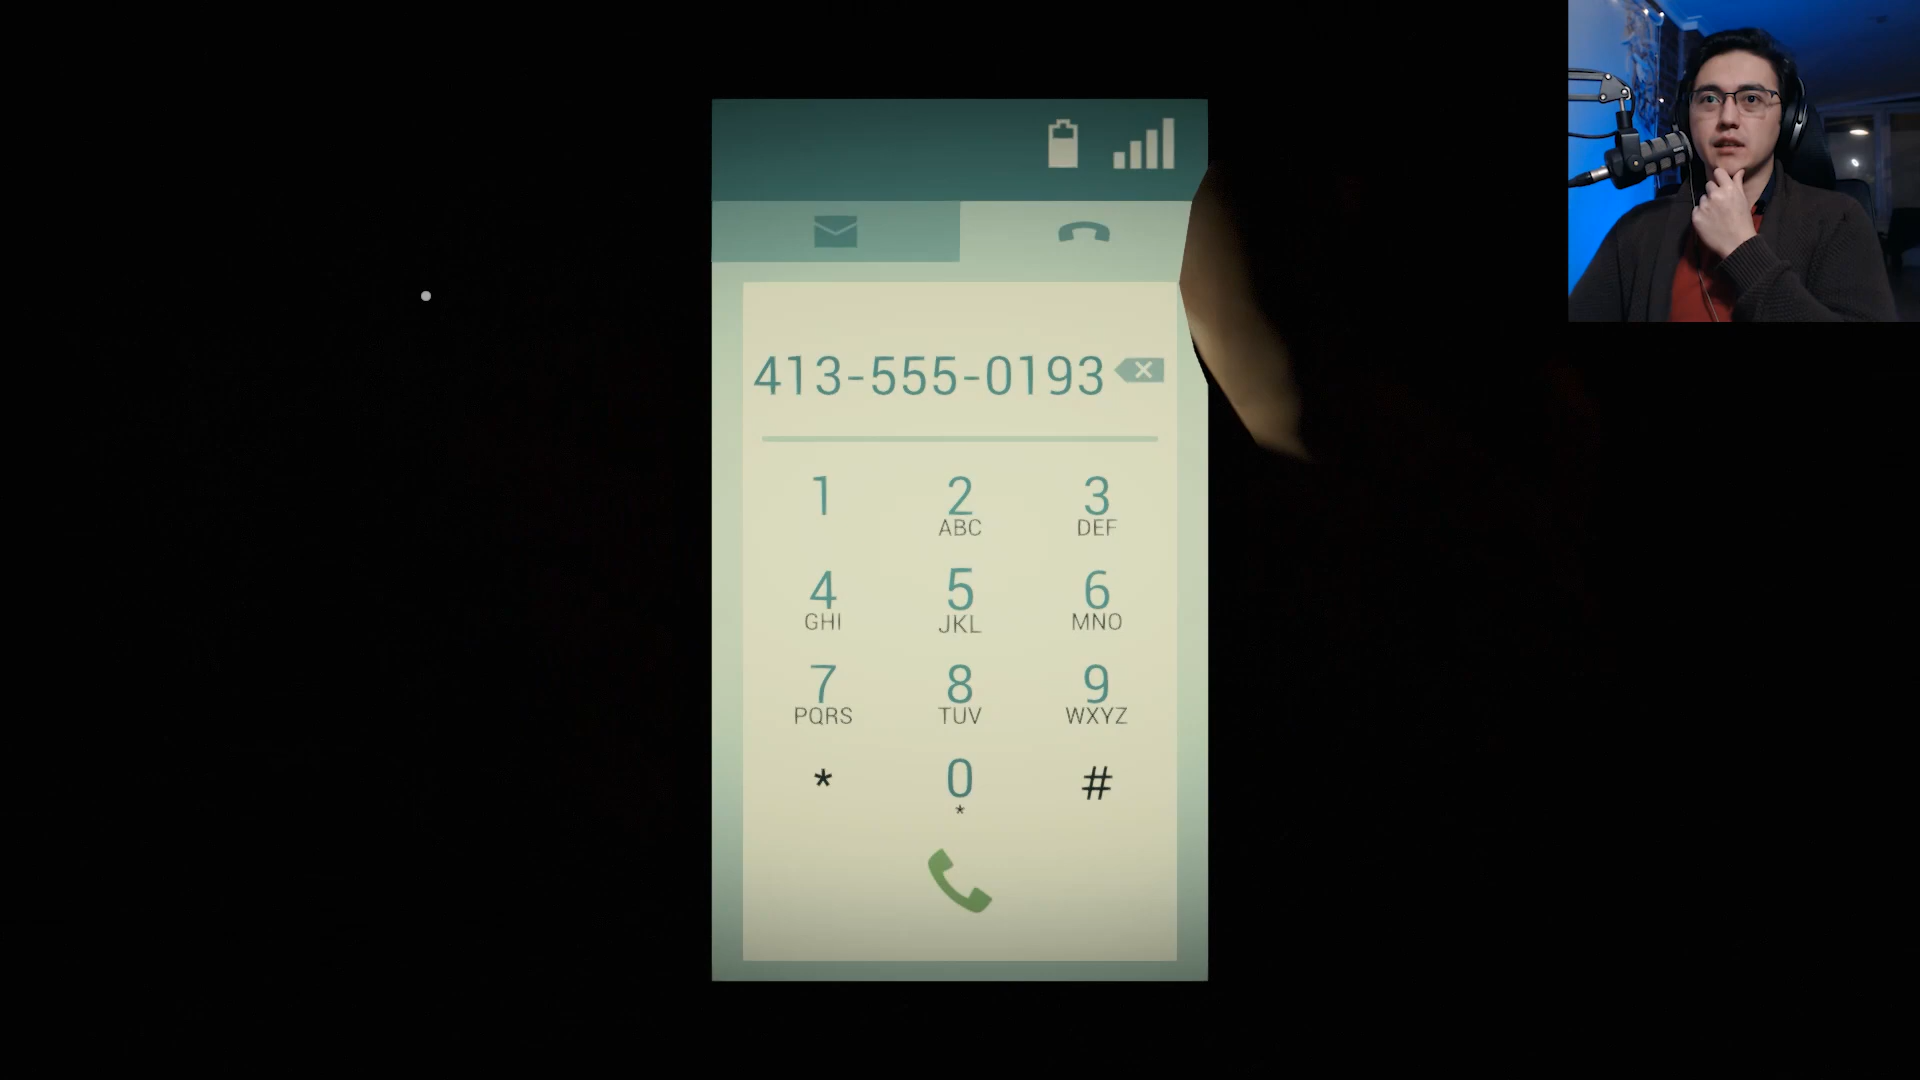 413-555-0193
1 2 3
ABC DEF
4 5 6
GHI JKL MNO
7 8 9
PQRS TUV WXYZ
* 0 #
*